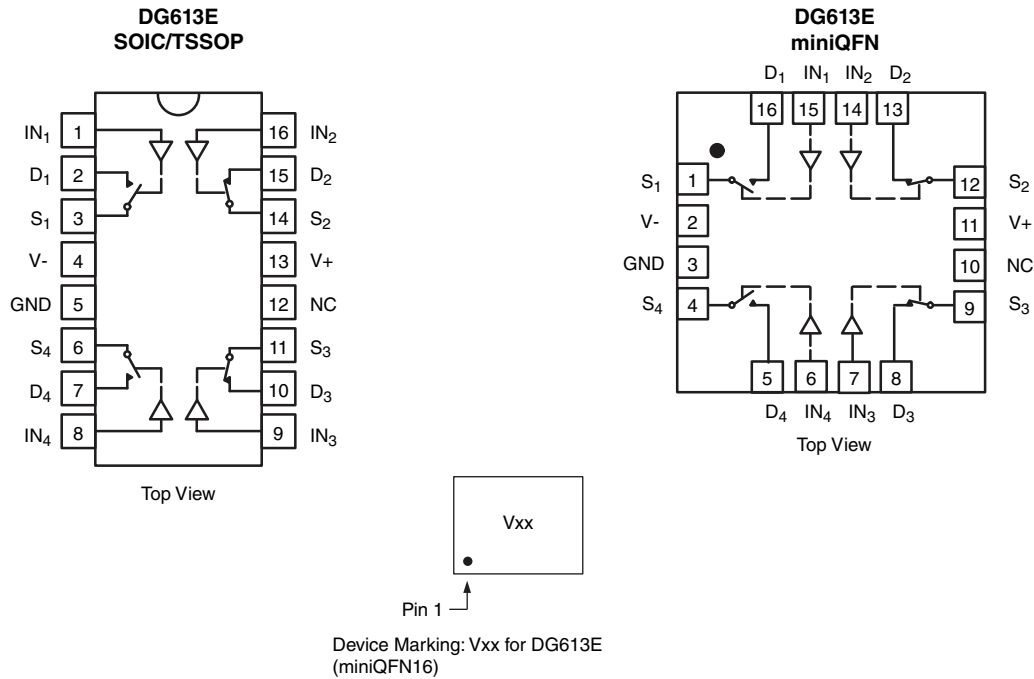 DG613E
SOIC/TSSOP
IN1 1 16 IN2
D1 2 15 D2
S1 3 14 S2
V- 4 13 V+
GND 5 12 NC
S4 6 11 S3
D4 7 10 D3
IN4 8 9 IN3
Top View
DG613E
miniQFN
D1 IN1 IN2 D2
16 15 14 13
S1 1 12 S2
V- 2 11 V+
GND 3 10 NC
S4 4 9 S3
5 6 7 8
D4 IN4 IN3 D3
Top View
Vxx
Pin 1
Device Marking: Vxx for DG613E
(miniQFN16)